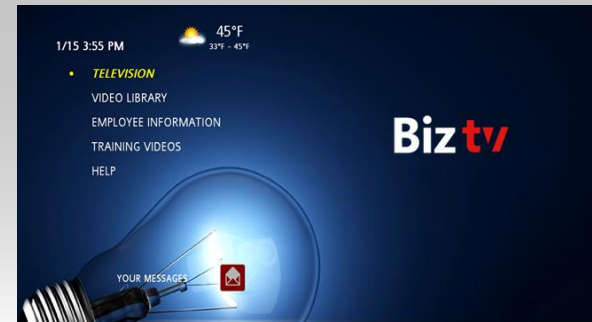 45°F
1/15 3:55 PM
33°F - 45°F
• TELEVISION
VIDEO LIBRARY
EMPLOYEE INFORMATION
TRAINING VIDEOS
HELP
Biz tv
YOUR MESSAGES